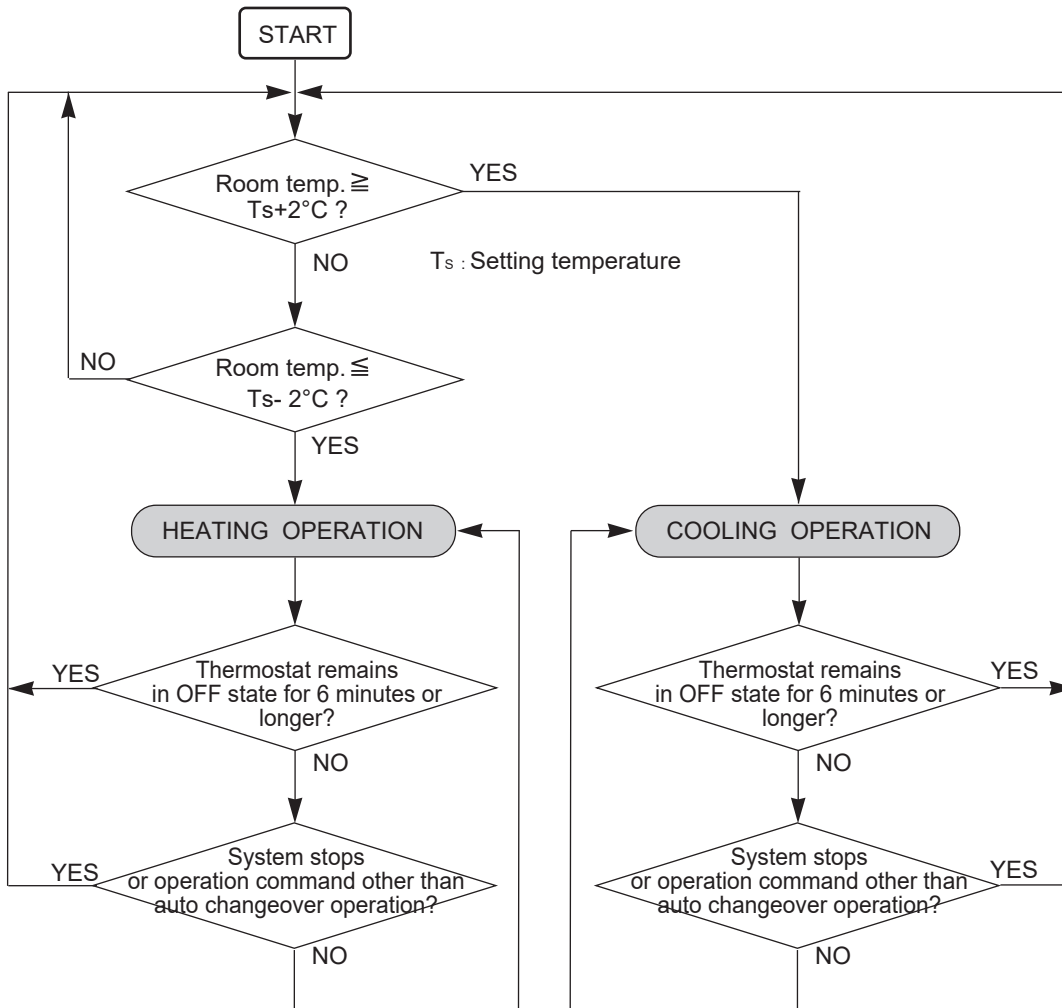 START
Room temp. ≧
Ts+2°C ?
YES
NO
Ts : Setting temperature
Room temp. ≦
Ts- 2°C ?
NO
YES
HEATING OPERATION
COOLING OPERATION
Thermostat remains
in OFF state for 6 minutes or
longer?
YES
NO
Thermostat remains
in OFF state for 6 minutes or
longer?
YES
NO
System stops
or operation command other than
auto changeover operation?
YES
NO
System stops
or operation command other than
auto changeover operation?
YES
NO